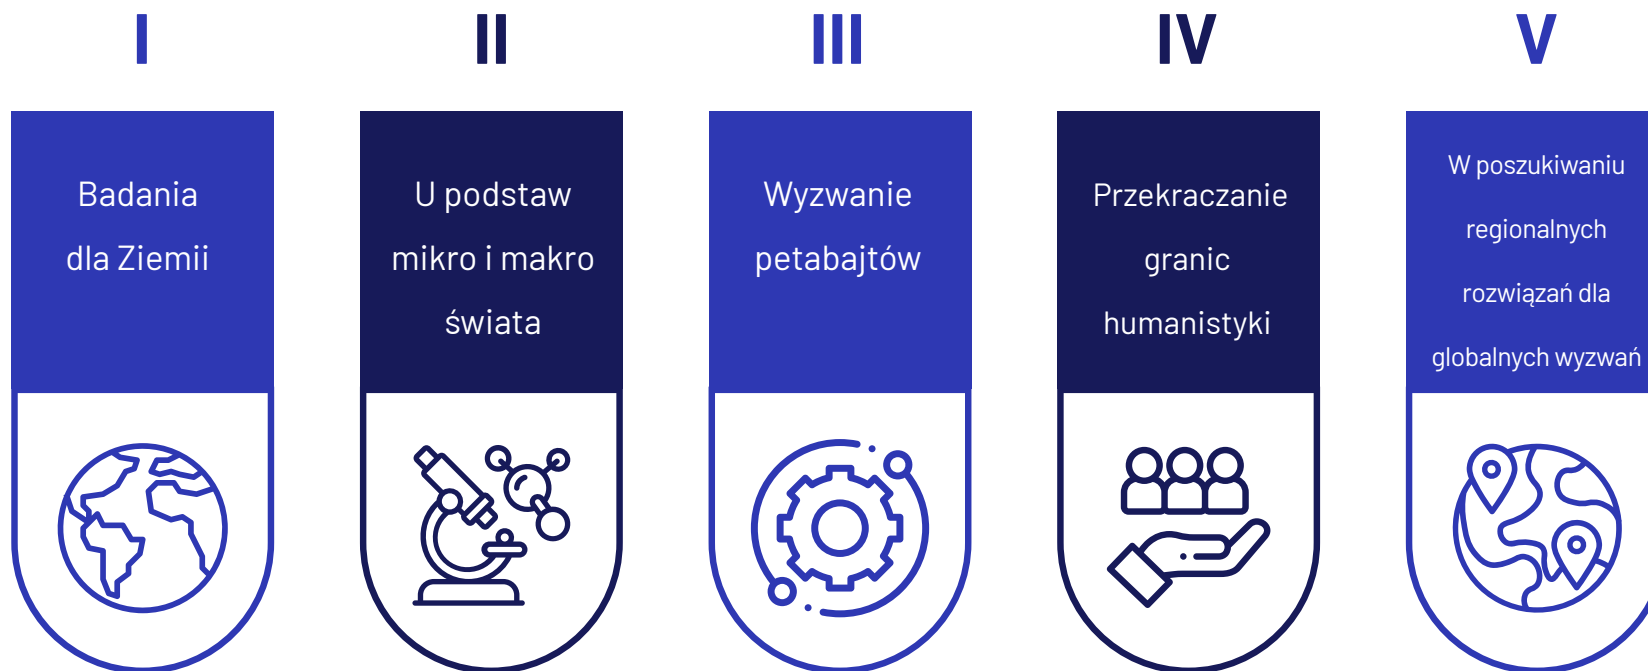 I
Badania
dla Ziemii
II
U podstaw
mikro i makro
świata
III
Wyzwanie
petabajtów
IV
Przekraczanie
granic
humanistyki
V
W poszukiwaniu
regionalnych
rozwiązań dla
globalnych wyzwań